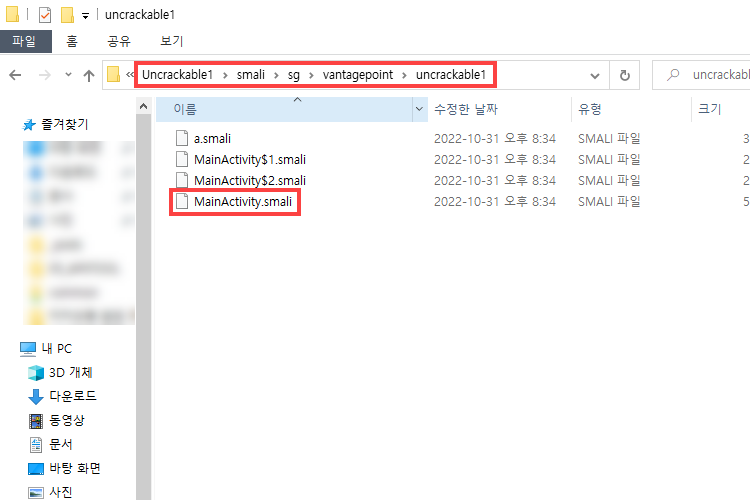 uncrackable1
파일 홈 공유 보기
« Uncrackable1 > smali > sg > vantagepoint > uncrackable1
uncrackabl
이름 수정한 날짜 유형 크기
a.smali 2022-10-31 오후 8:34 SMALI 파일 3
MainActivity$1.smali 2022-10-31 오후 8:34 SMALI 파일
MainActivity$2.smali 2022-10-31 오후 8:34 SMALI 파일
MainActivity.smali 2022-10-31 오후 8:34 SMALI 파일 5
즐겨찾기
내 PC
3D 개체
다운로드
동영상
문서
바탕 화면
사진